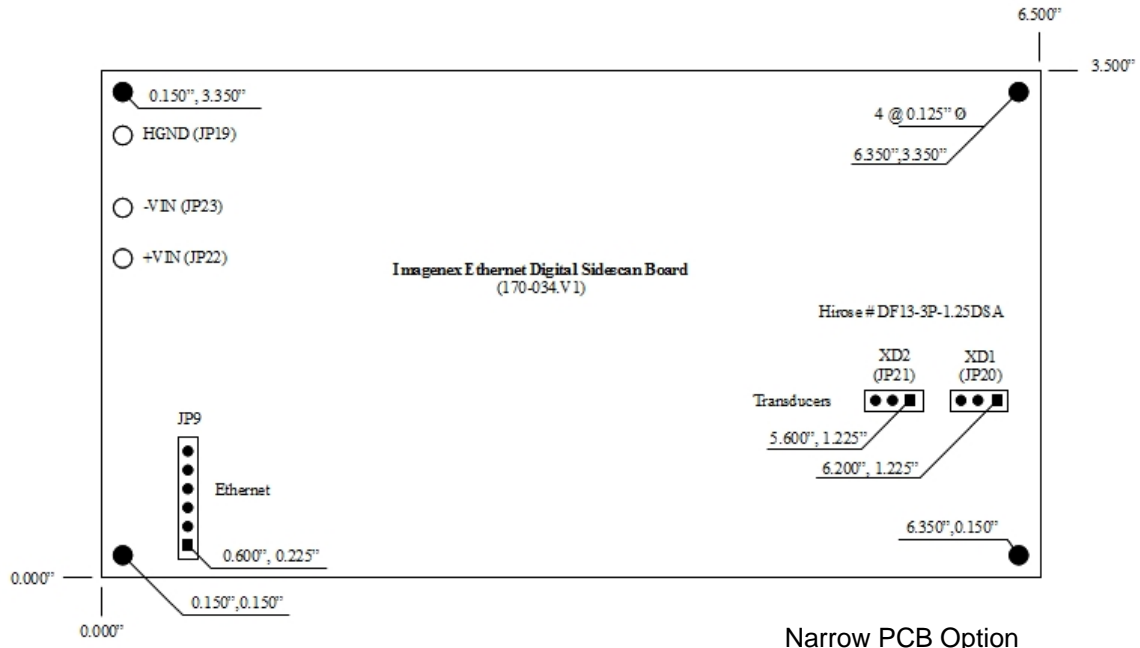 6.500”
3.500”
0.150”, 3.350”
4 @ 0.125” Ø
HGND (JP19)
6.350”,3.350”
-VIN (JP23)
+VIN (JP22)
Imagenex Ethernet Digital Sidescan Board
(170-034.V1)
Hirose # DF13-3P-1.25DSA
XD2
(JP21)
XD1
(JP20)
Transducers
JP9
5.600”, 1.225”
6.200”, 1.225”
Ethernet
6.350”,0.150”
0.600”, 0.225”
0.000”
0.150”,0.150”
0.000”
Narrow PCB Option